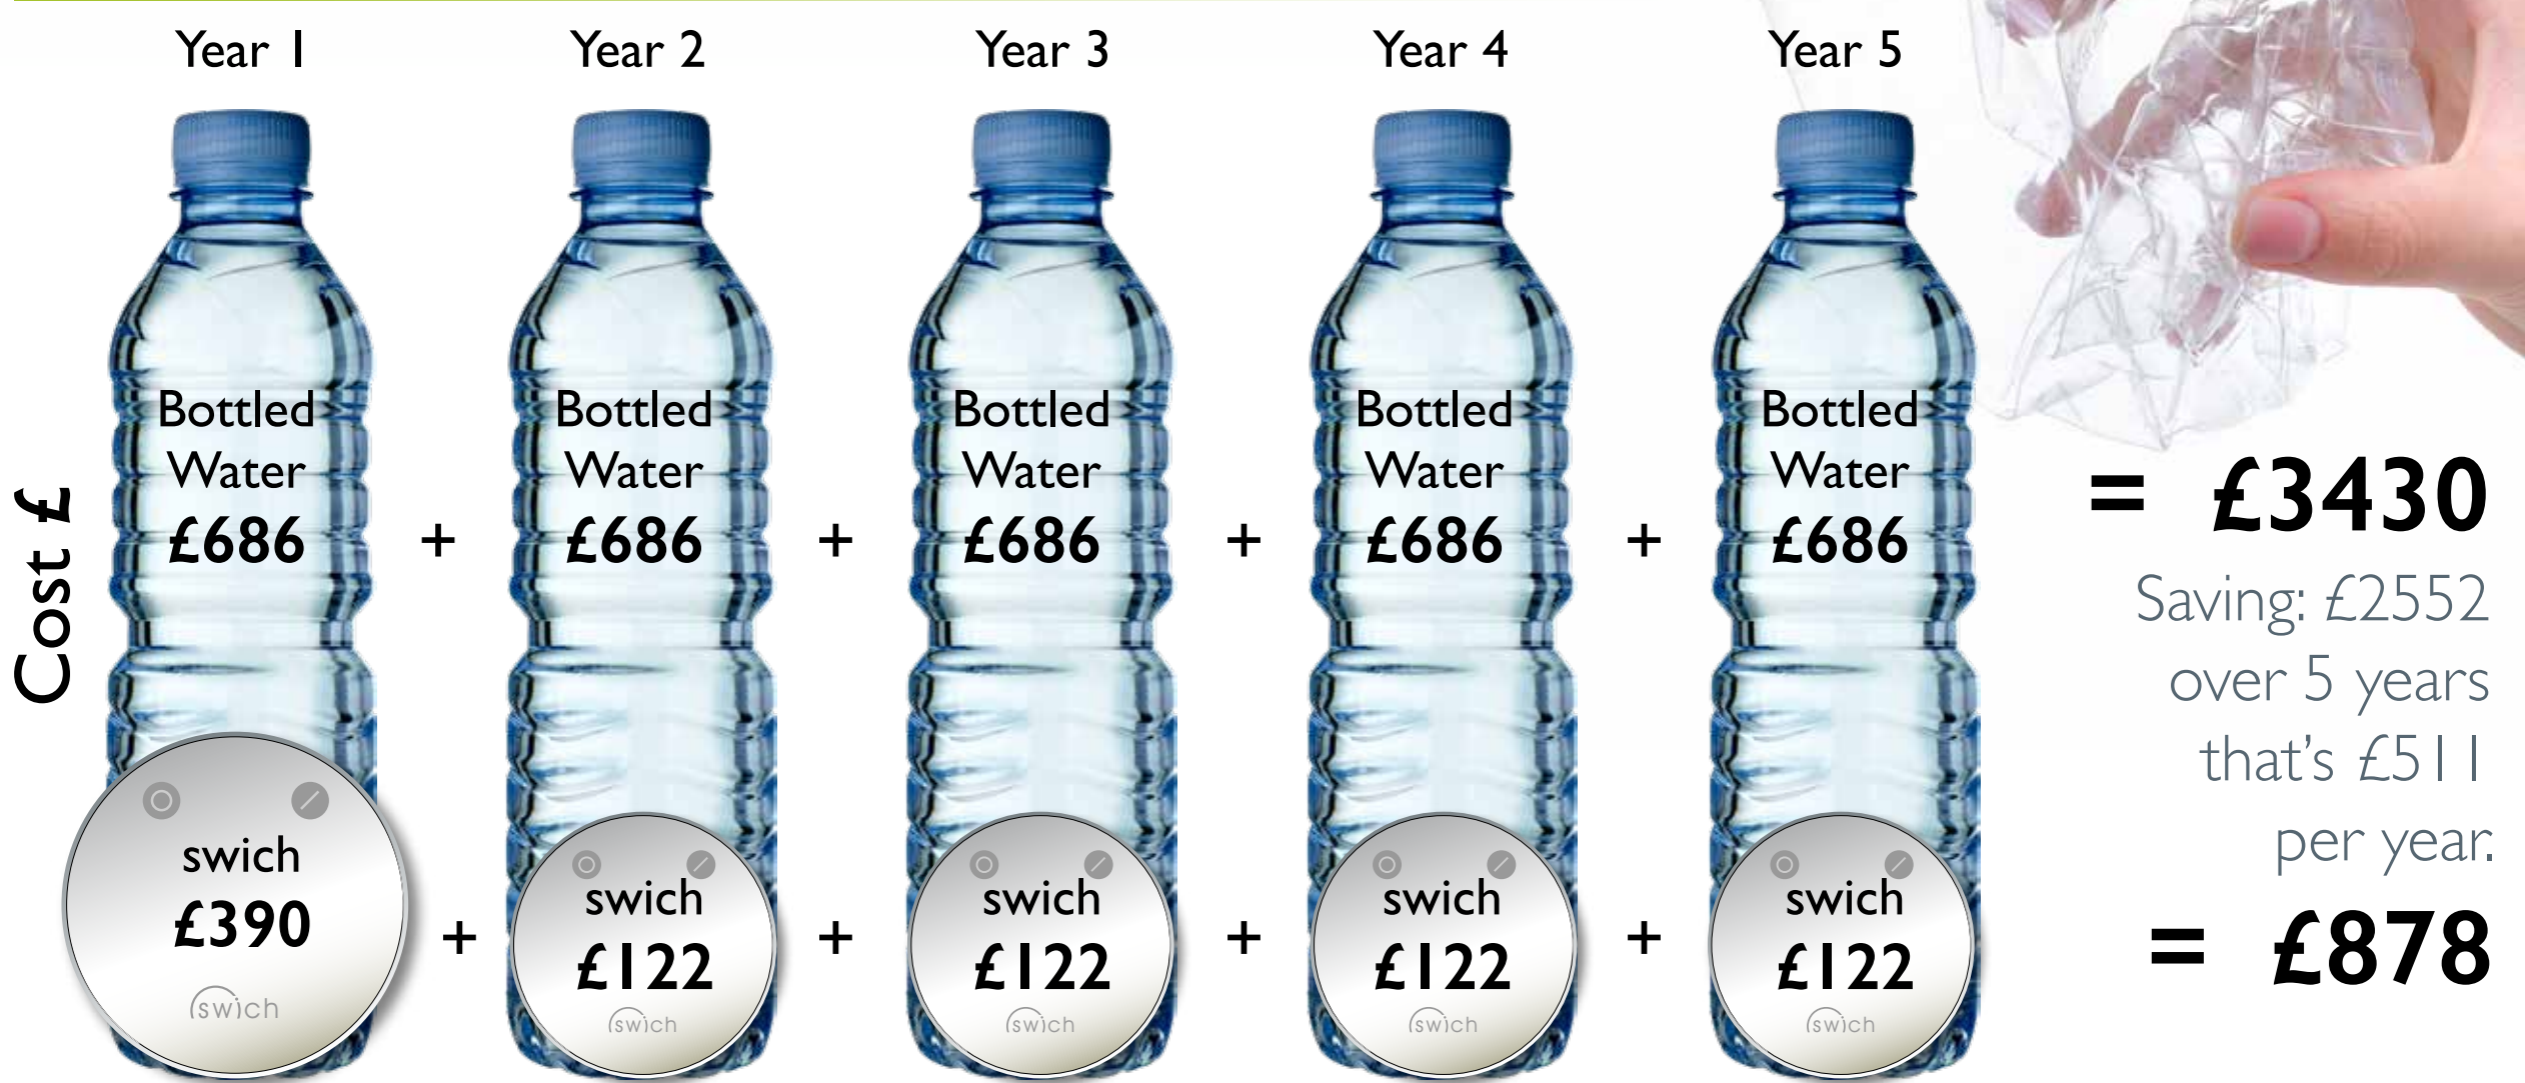 Year 1
Year 2
Year 3
Year 4
Year 5
Cost £
Bottled
Water
£686
+
Bottled
Water
£686
+
Bottled
Water
£686
+
Bottled
Water
£686
+
Bottled
Water
£686
= £3430
Saving: £2552
over 5 years
that's £511
per year.
swich
£390
swich
+
swich
£122
swich
+
swich
£122
swich
+
swich
£122
swich
+
swich
£122
swich
= £878